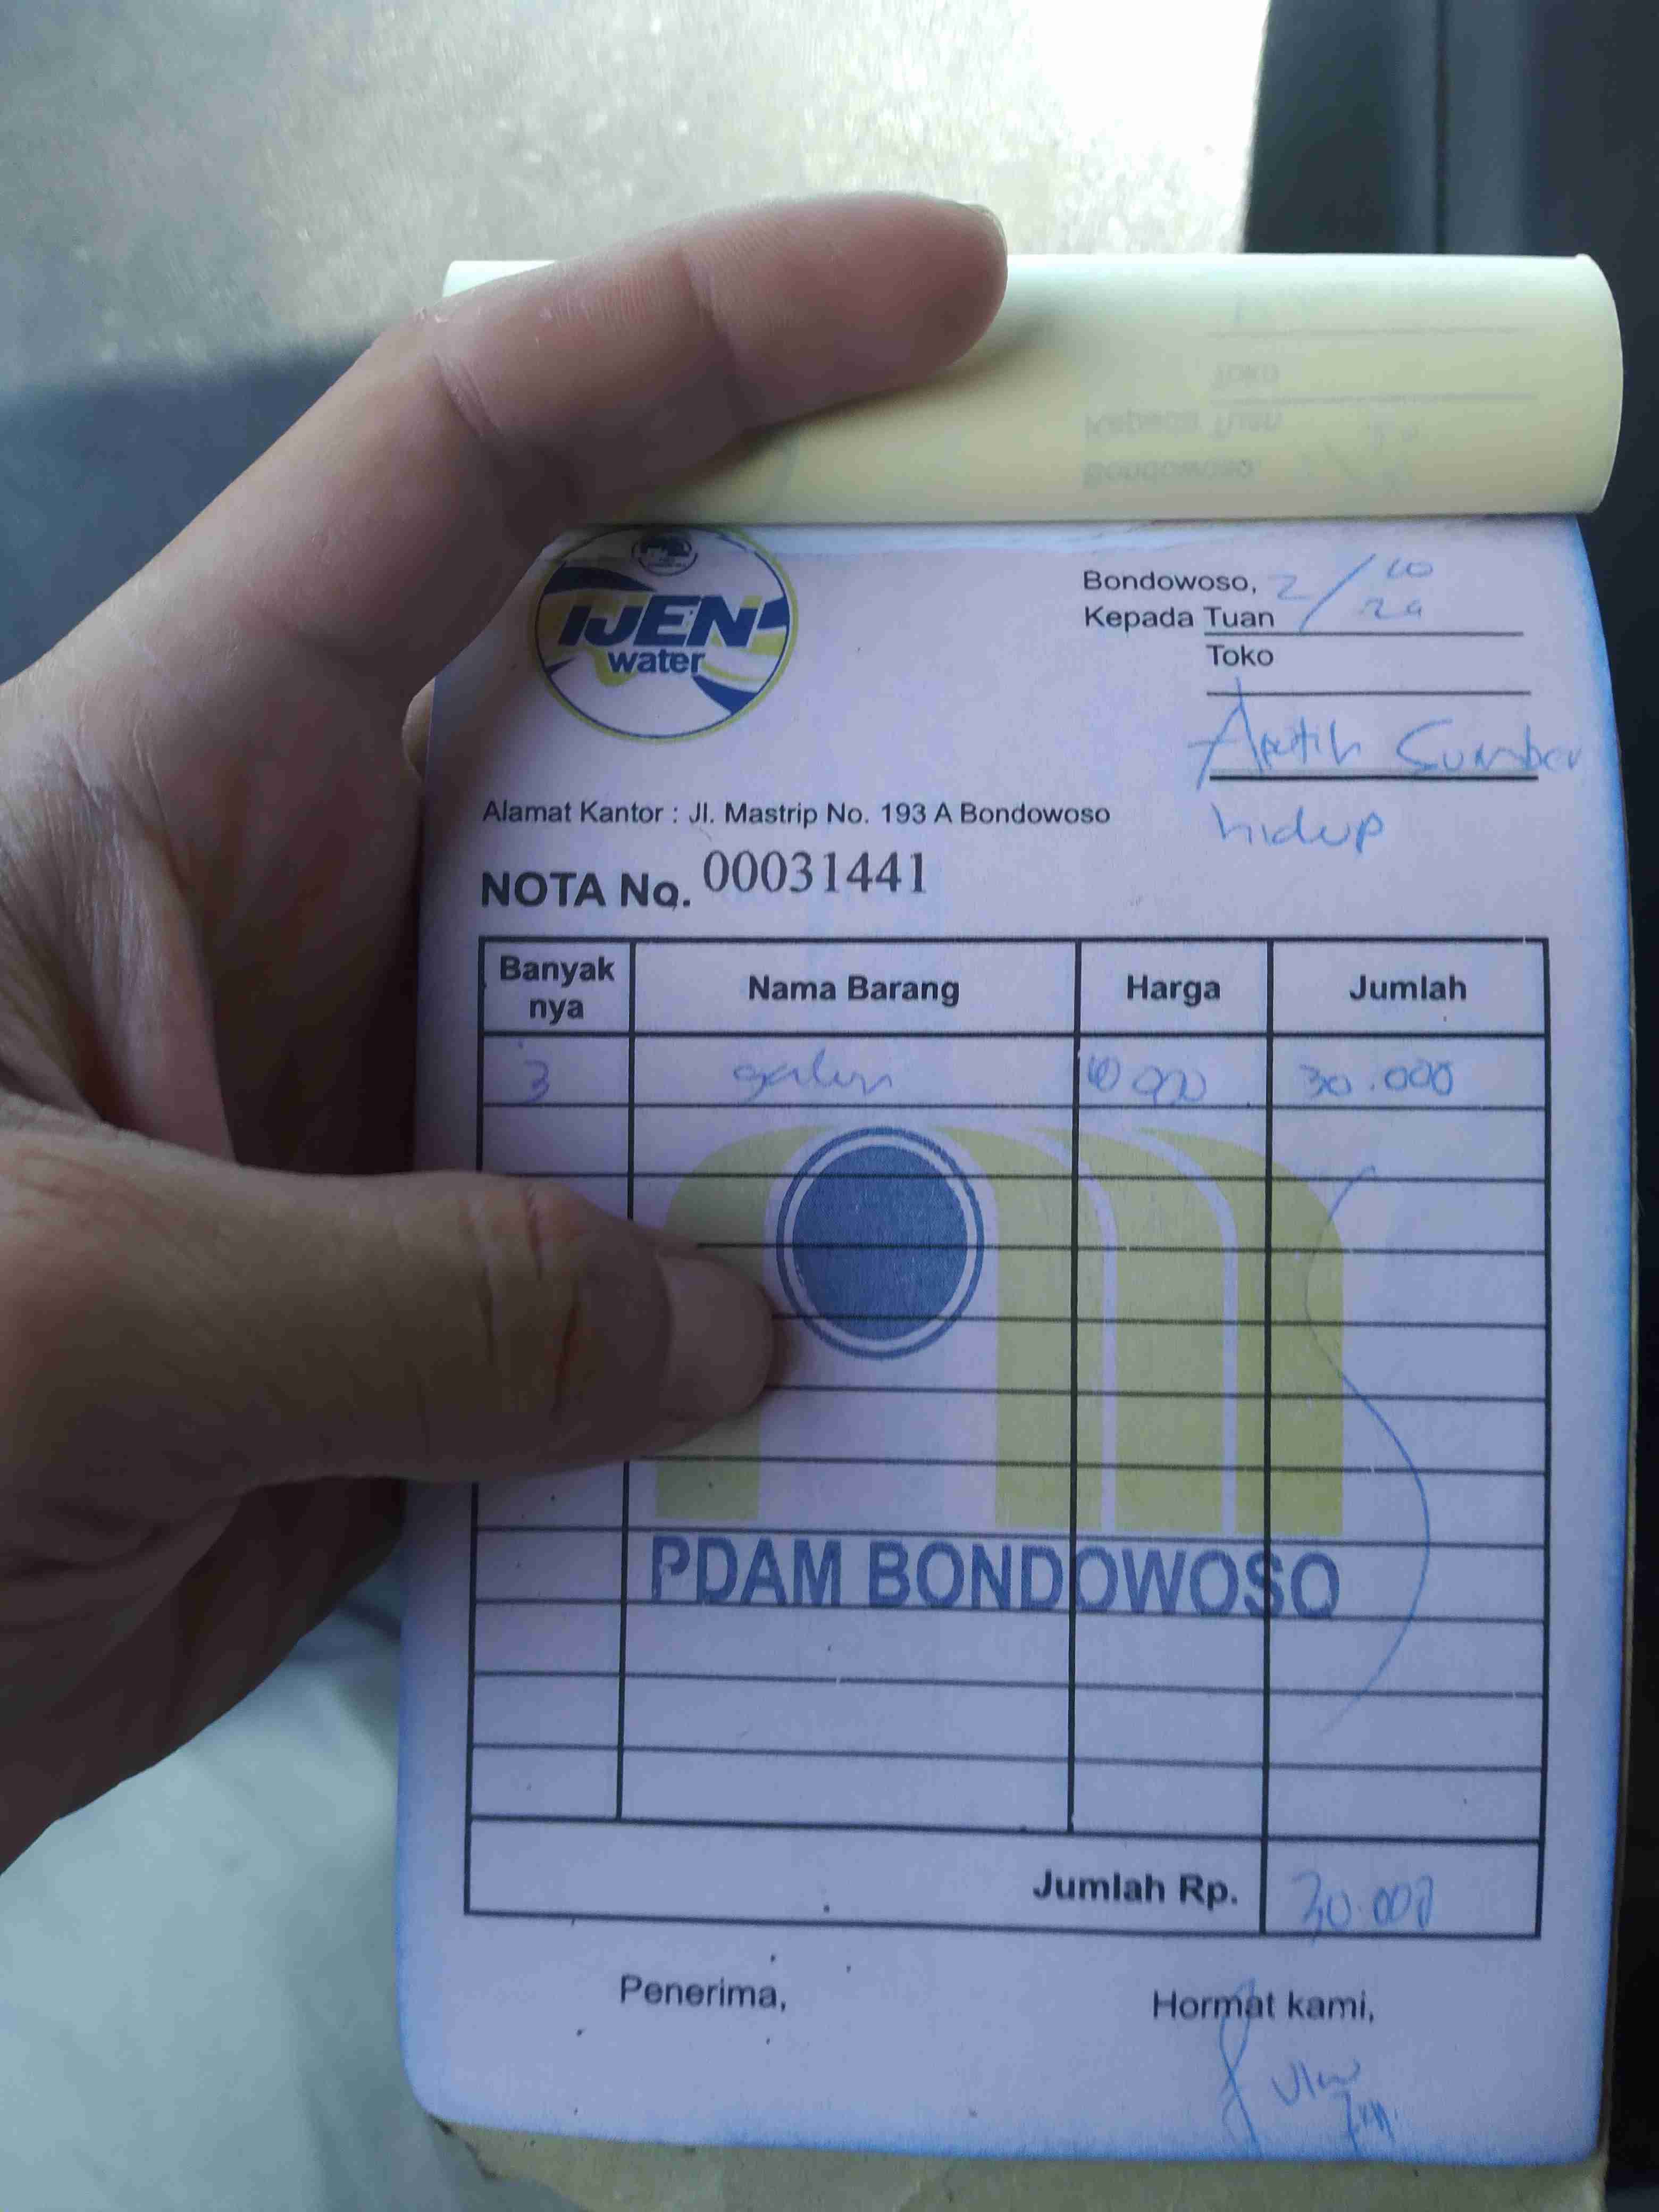 IJEN
water
Bondowoso, 2/10
24
Kepada Tuan
Toko
Sumber
hidup
Alamat Kantor : Jl. Mastrip No. 193 A Bondowoso
NOTA No. 00031441
Banyak nya Nama Barang Harga Jumlah
3 galon 10.000 30.000
PDAM BONDOWOSO
Jumlah Rp. 30.000
Penerima, Hormat kami,